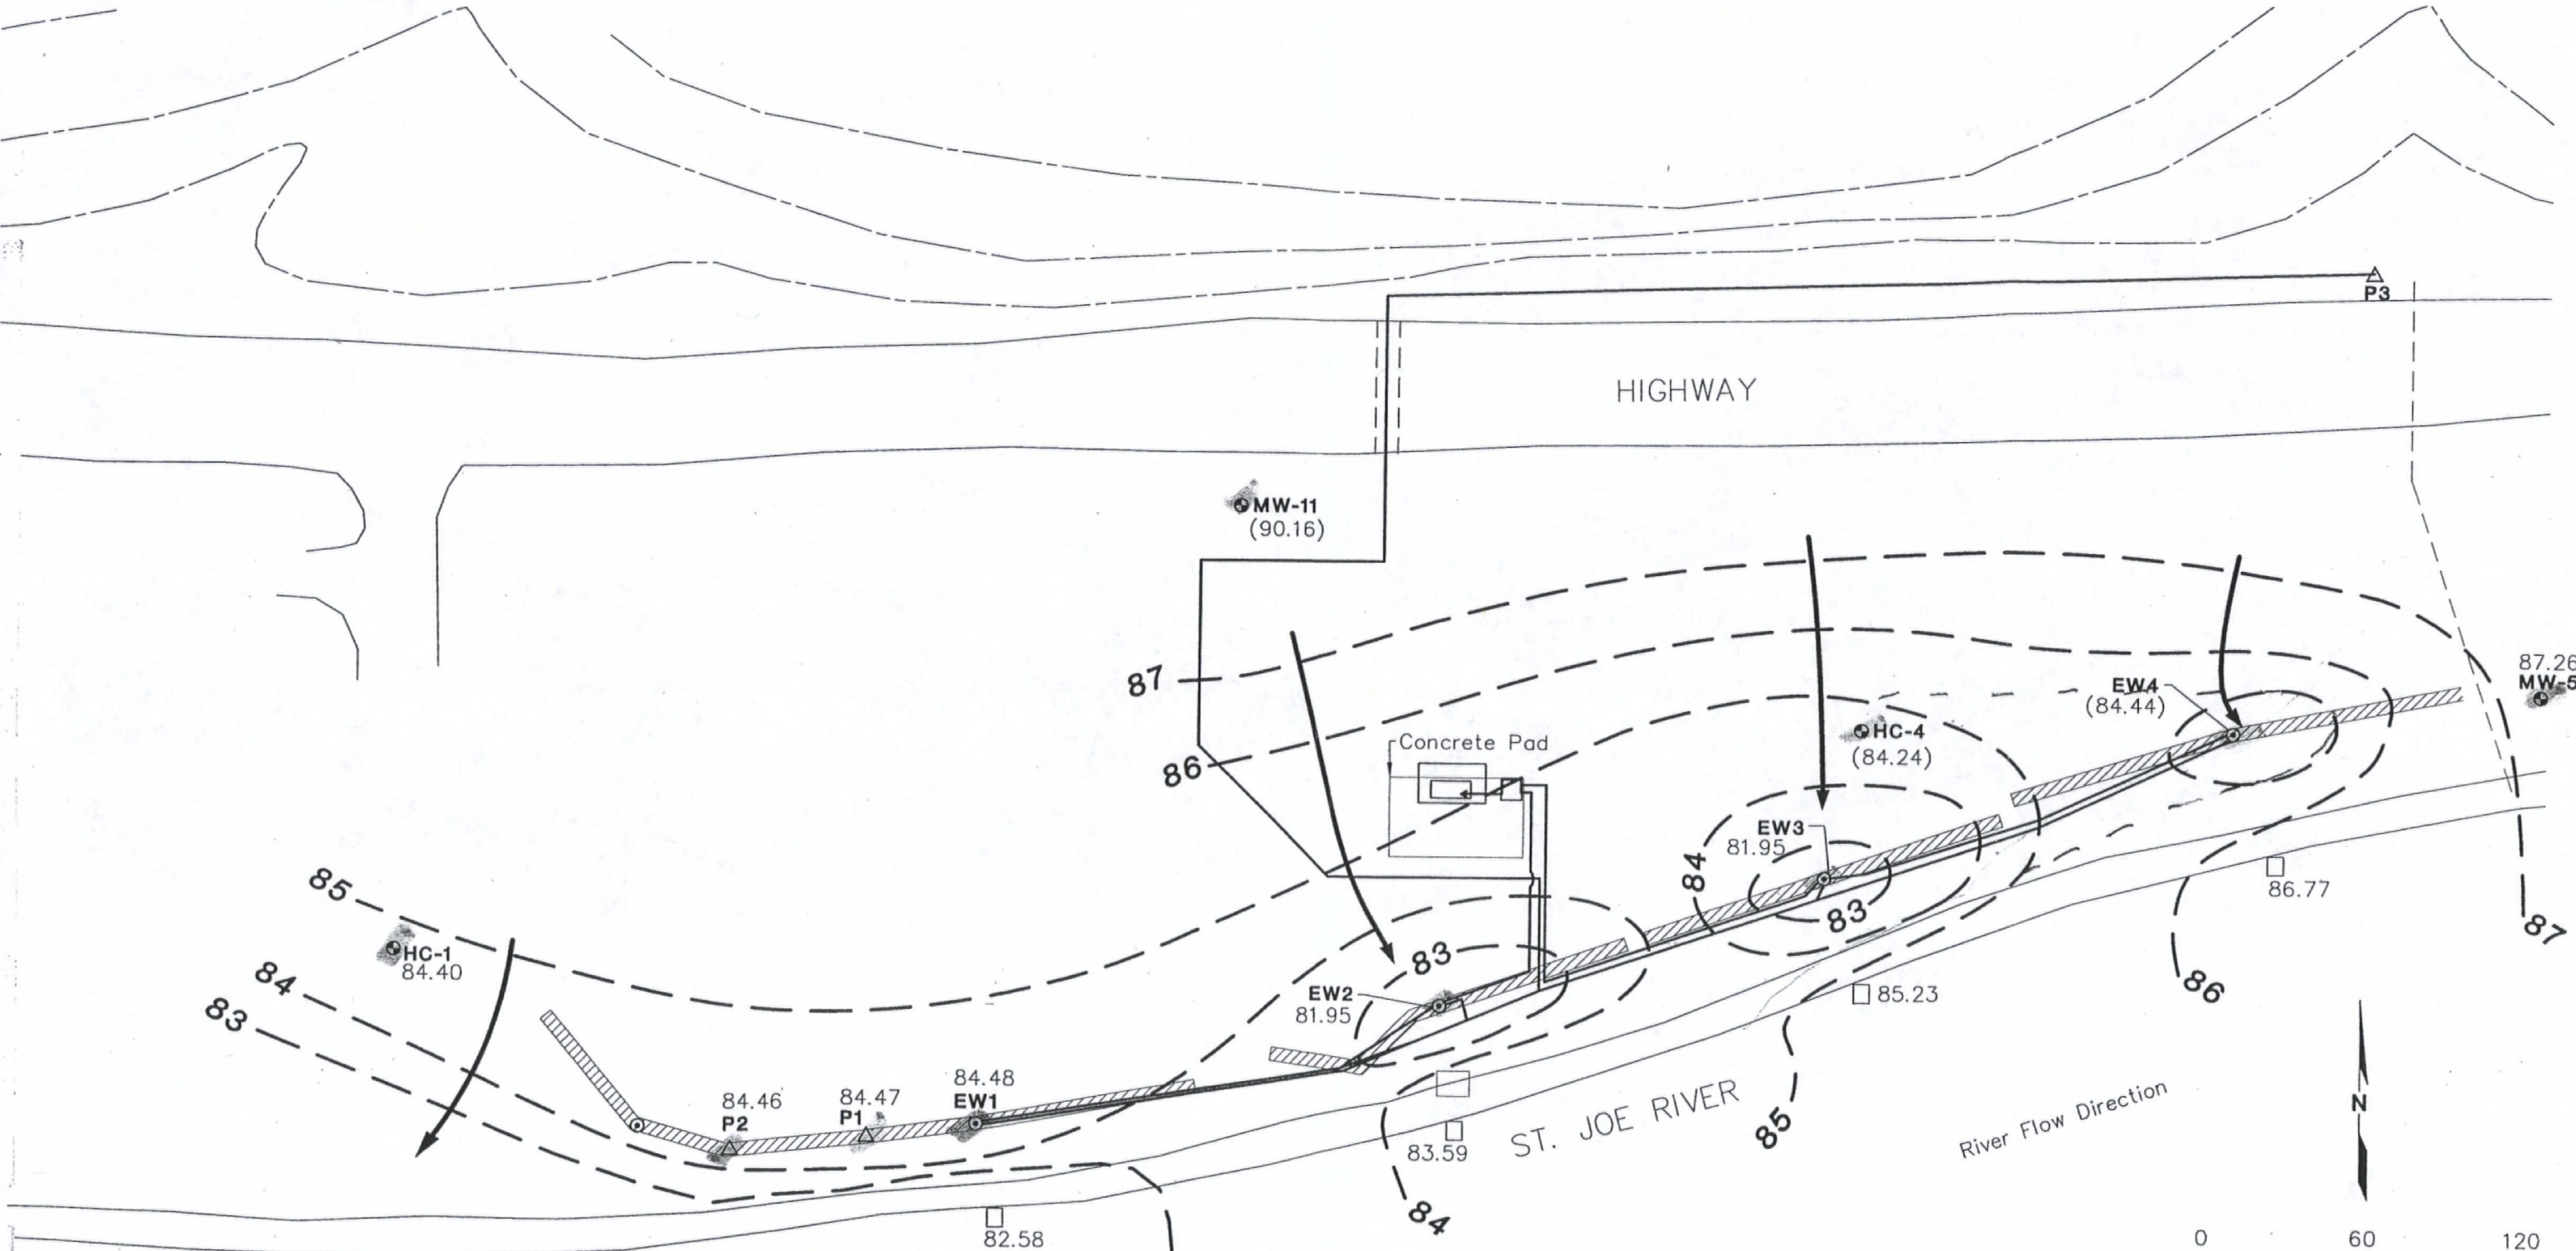 P3
HIGHWAY
MW-11
(90.16)
87
86
Concrete Pad
HC-4
(84.24)
EW4
(84.44)
87.26
MW-5
EW3
81.95
84
83
85
HC-1
84.40
84
83
83
EW2
81.95
86.77
85.23
87
86
84.46
P2
84.47
P1
84.48
EW1
83.59
ST. JOE RIVER
85
River Flow Direction
N
84
82.58
0 60 120